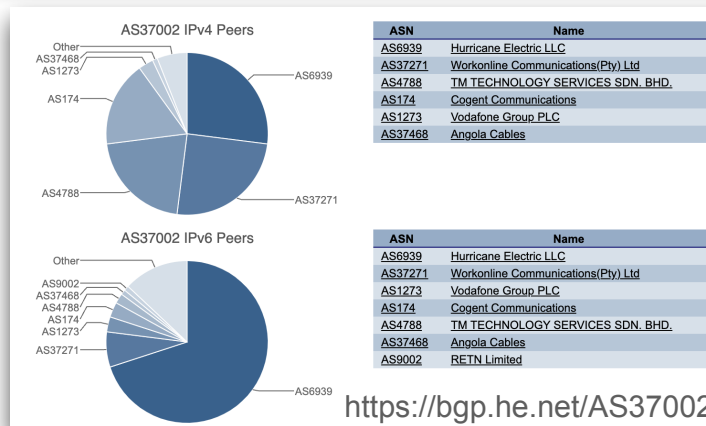 AS37002 IPv4 Peers
Other
AS37468
AS1273
AS174
AS4788
AS6939
AS37271
ASN Name
AS6939 Hurricane Electric LLC
AS37271 Workonline Communications(Pty) Ltd
AS4788 TM TECHNOLOGY SERVICES SDN. BHD.
AS174 Cogent Communications
AS1273 Vodafone Group PLC
AS37468 Angola Cables
AS37002 IPv6 Peers
Other
AS9002
AS37468
AS4788
AS174
AS1273
AS37271
AS6939
ASN Name
AS6939 Hurricane Electric LLC
AS37271 Workonline Communications(Pty) Ltd
AS1273 Vodafone Group PLC
AS174 Cogent Communications
AS4788 TM TECHNOLOGY SERVICES SDN. BHD.
AS37468 Angola Cables
AS9002 RETN Limited
https://bgp.he.net/AS37002